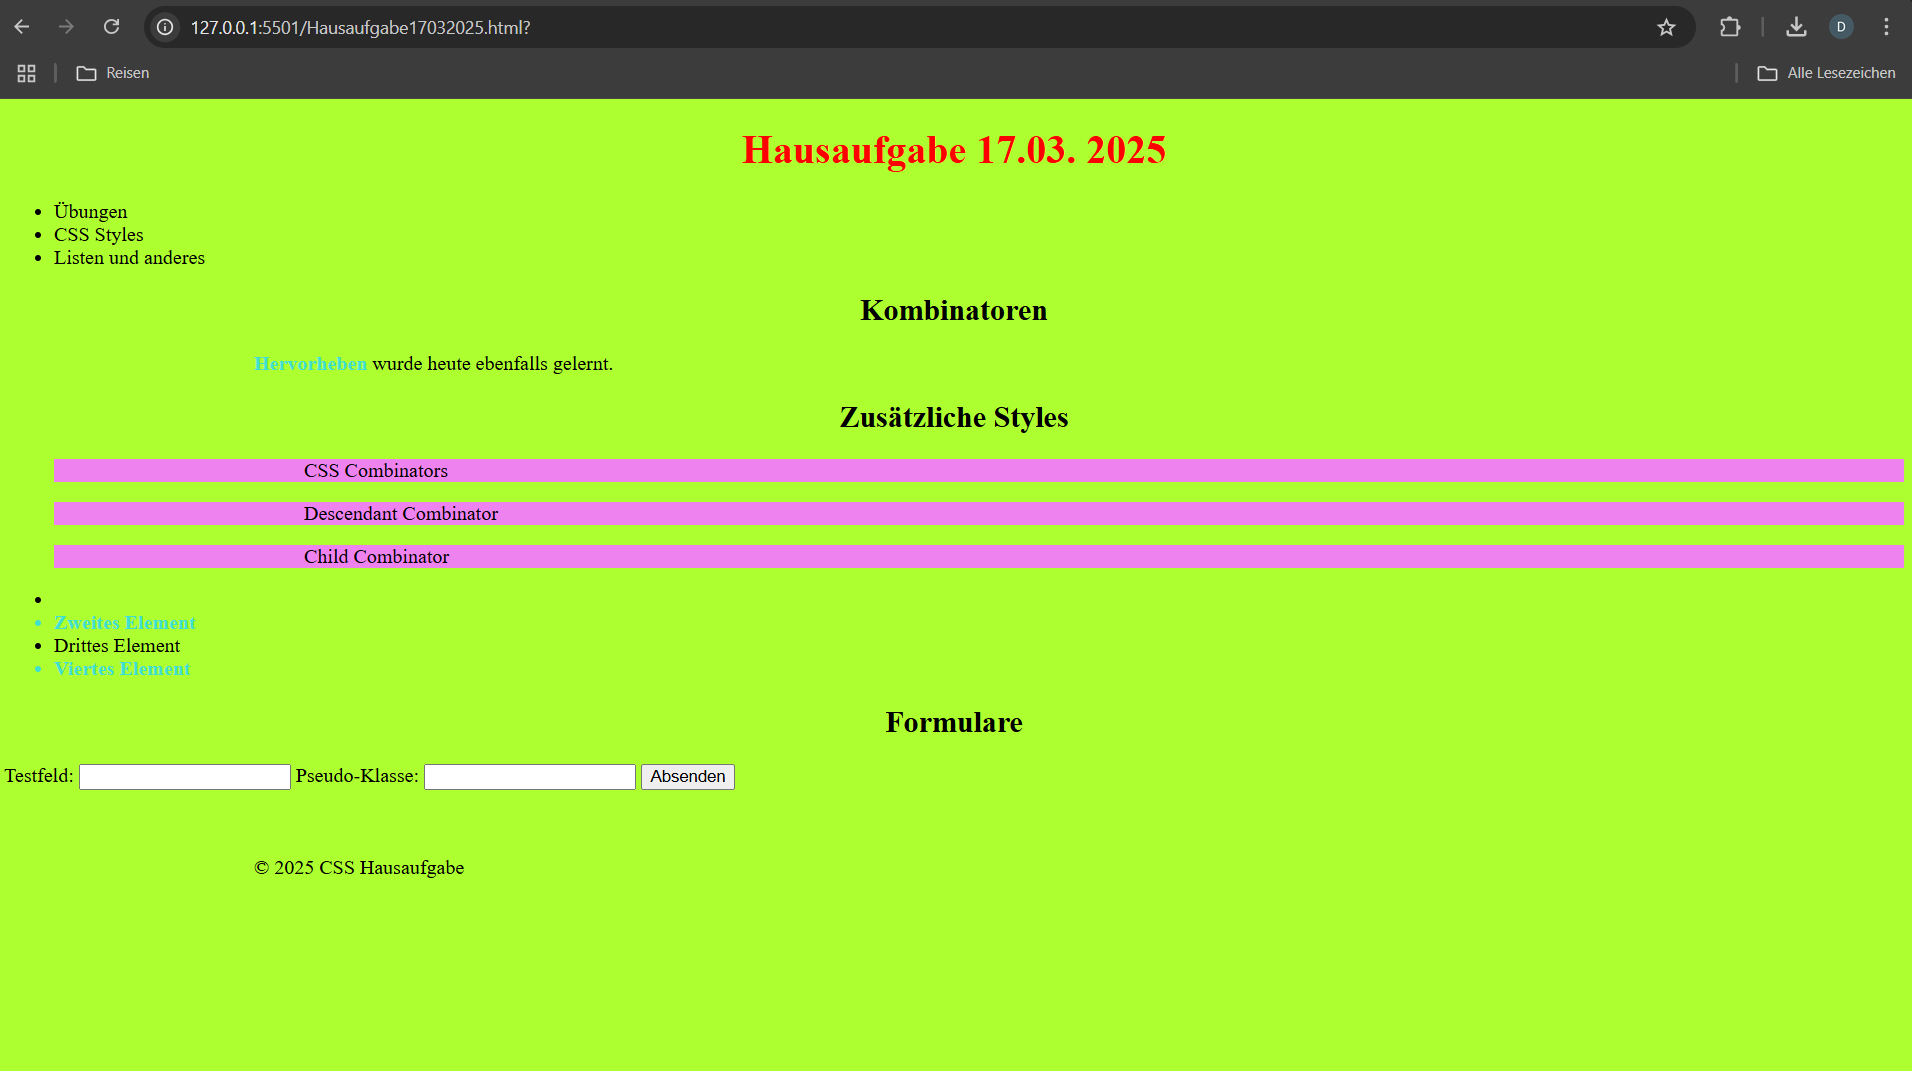 127.0.0.1:5501/Hausaufgabe17032025.html?
D
Reisen
Alle Lesezeichen
Hausaufgabe 17.03. 2025
Übungen
CSS Styles
Listen und anderes
Kombinatoren
Hervorheben wurde heute ebenfalls gelernt.
Zusätzliche Styles
CSS Combinators
Descendant Combinator
Child Combinator
Zweites Element
Drittes Element
Viertes Element
Formulare
Testfeld: Pseudo-Klasse: Absenden
© 2025 CSS Hausaufgabe